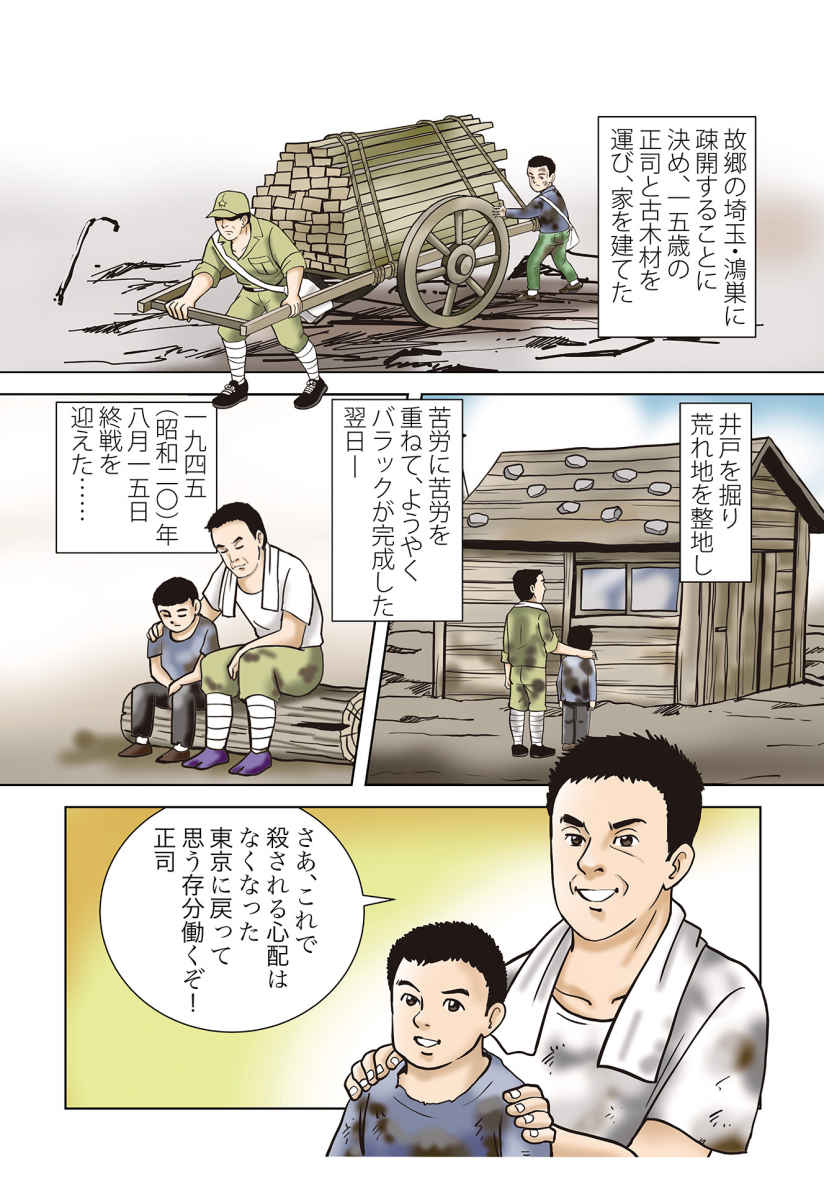 故郷の埼玉・鴻巣に
疎開することに
決め、一五歳の
正司と古木材を
運び、家を建てた
井戸を掘り
荒れ地を整地し
苦労に苦労を
重ねて、ようやく
バラックが完成した
翌日ー
一九四五
（昭和二〇）年
八月一五日
終戦を
迎えた……
さあ、これで
殺される心配は
なくなった
東京に戻って
思う存分働くぞ！
正司